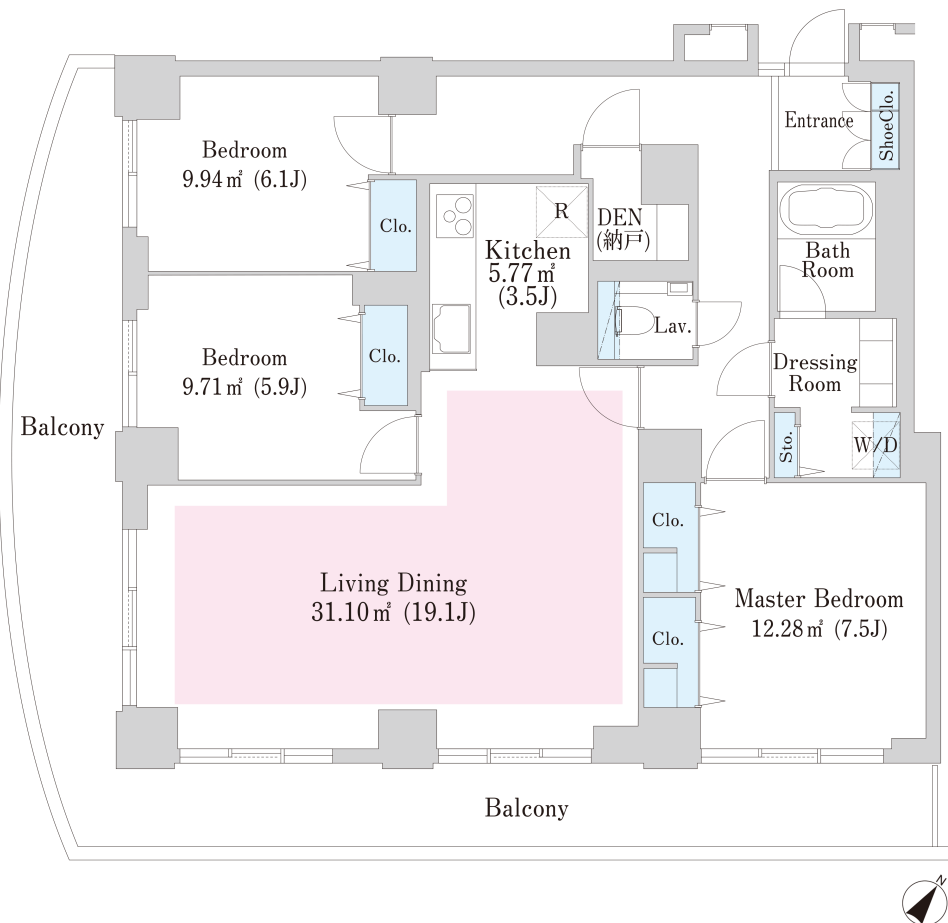 Entrance
ShoeClo.
Bedroom
9.94㎡ (6.1J)
Clo.
R
Kitchen
5.77㎡
(3.5J)
DEN
(納戸)
Bath
Room
Lav.
Bedroom
9.71㎡ (5.9J)
Clo.
Dressing
Room
Balcony
Sto.
W/D
Clo.
Living Dining
31.10㎡ (19.1J)
Clo.
Master Bedroom
12.28㎡ (7.5J)
Balcony
N